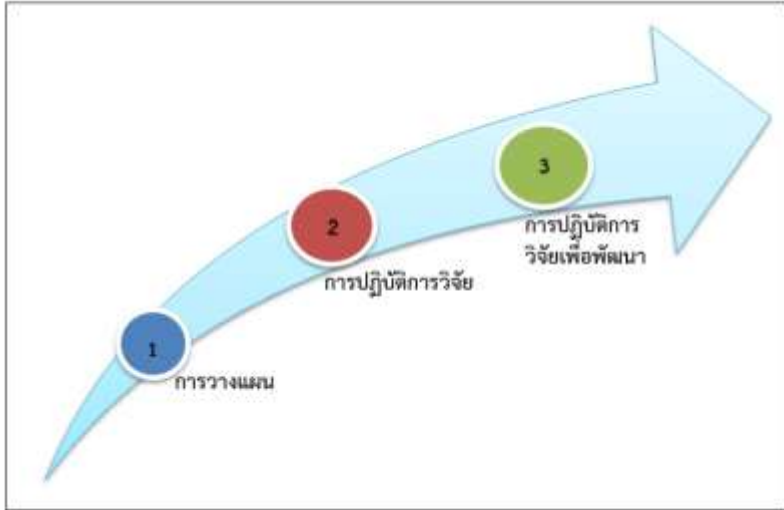 3
การปฏิบัติการ
วิจัยเพื่อพัฒนา
2
การปฏิบัติการวิจัย
1
การวางแผน